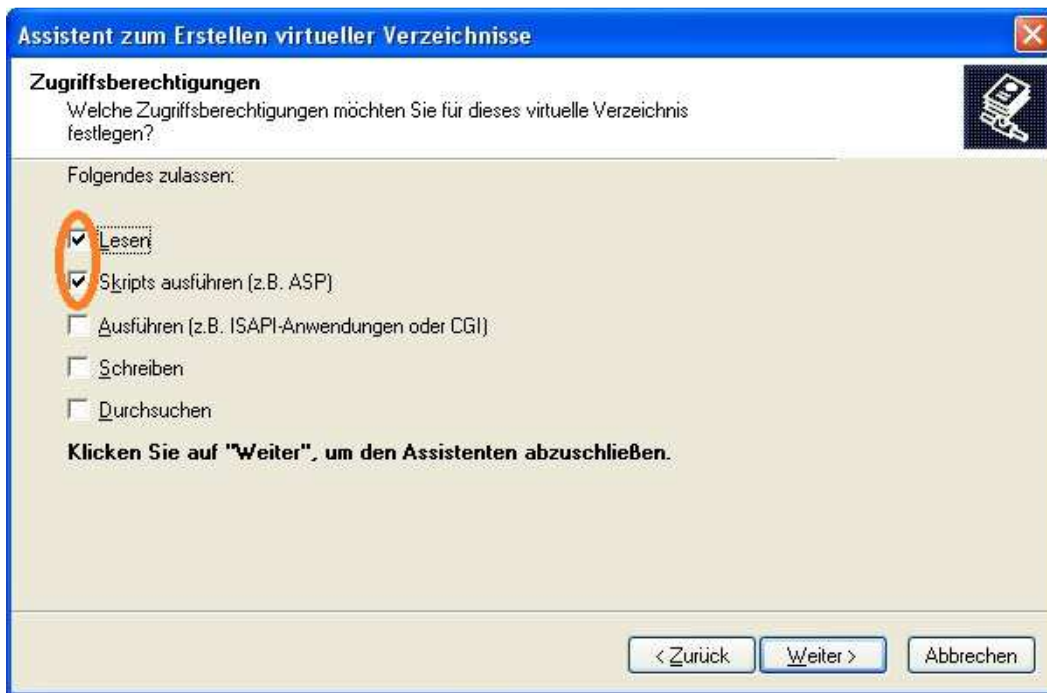 Assistent zum Erstellen virtueller Verzeichnisse
Zugriffsberechtigungen
Welche Zugriffsberechtigungen möchten Sie für dieses virtuelle Verzeichnis
festlegen?
Folgendes zulassen:
Lesen
Skripts ausführen (z.B. ASP)
Ausführen (z.B. ISAPI-Anwendungen oder CGI)
Schreiben
Durchsuchen
Klicken Sie auf "Weiter", um den Assistenten abzuschließen.
< Zurück Weiter > Abbrechen